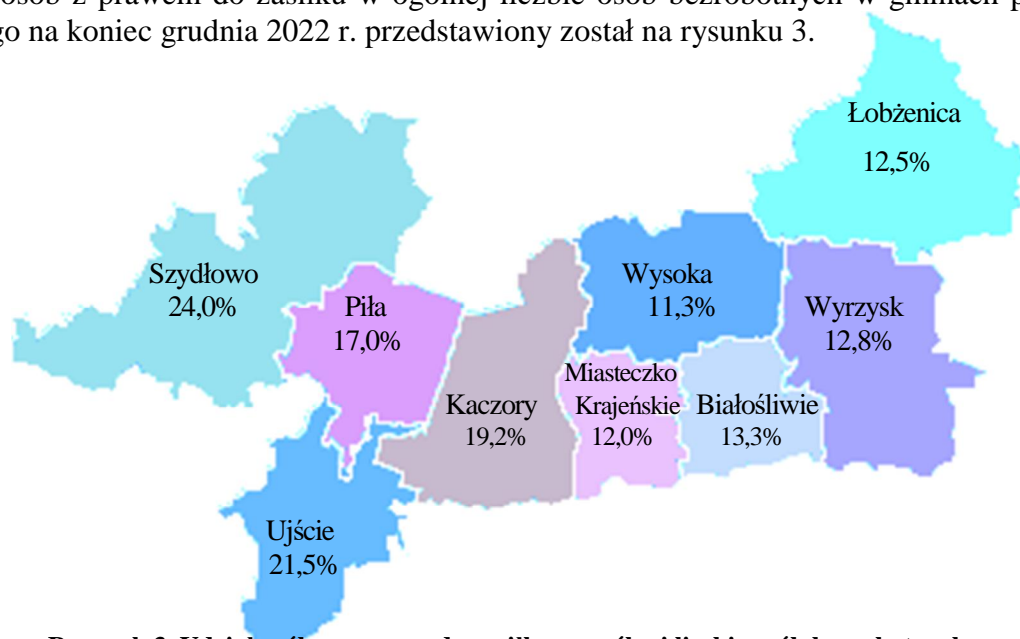 osób z prawem do zasiłku w ogólnej liczbie osób bezrobotnych w gminach p
go na koniec grudnia 2022 r. przedstawiony został na rysunku 3.
Łobżenica
12,5%
Szydłowo
24,0%
Piła
17,0%
Wysoka
11,3%
Wyrzysk
12,8%
Kaczory
19,2%
Miasteczko
Krajeńskie
12,0%
Białośliwie
13,3%
Ujście
21,5%